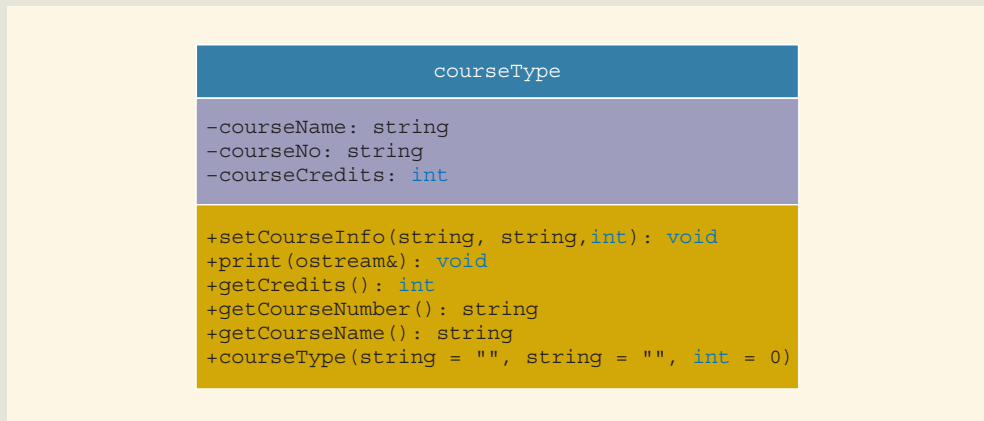 courseType
–courseName: string
–courseNo: string
–courseCredits: int
+setCourseInfo(string, string,int): void
+print(ostream&): void
+getCredits(): int
+getCourseNumber(): string
+getCourseName(): string
+courseType(string = "", string = "", int = 0)